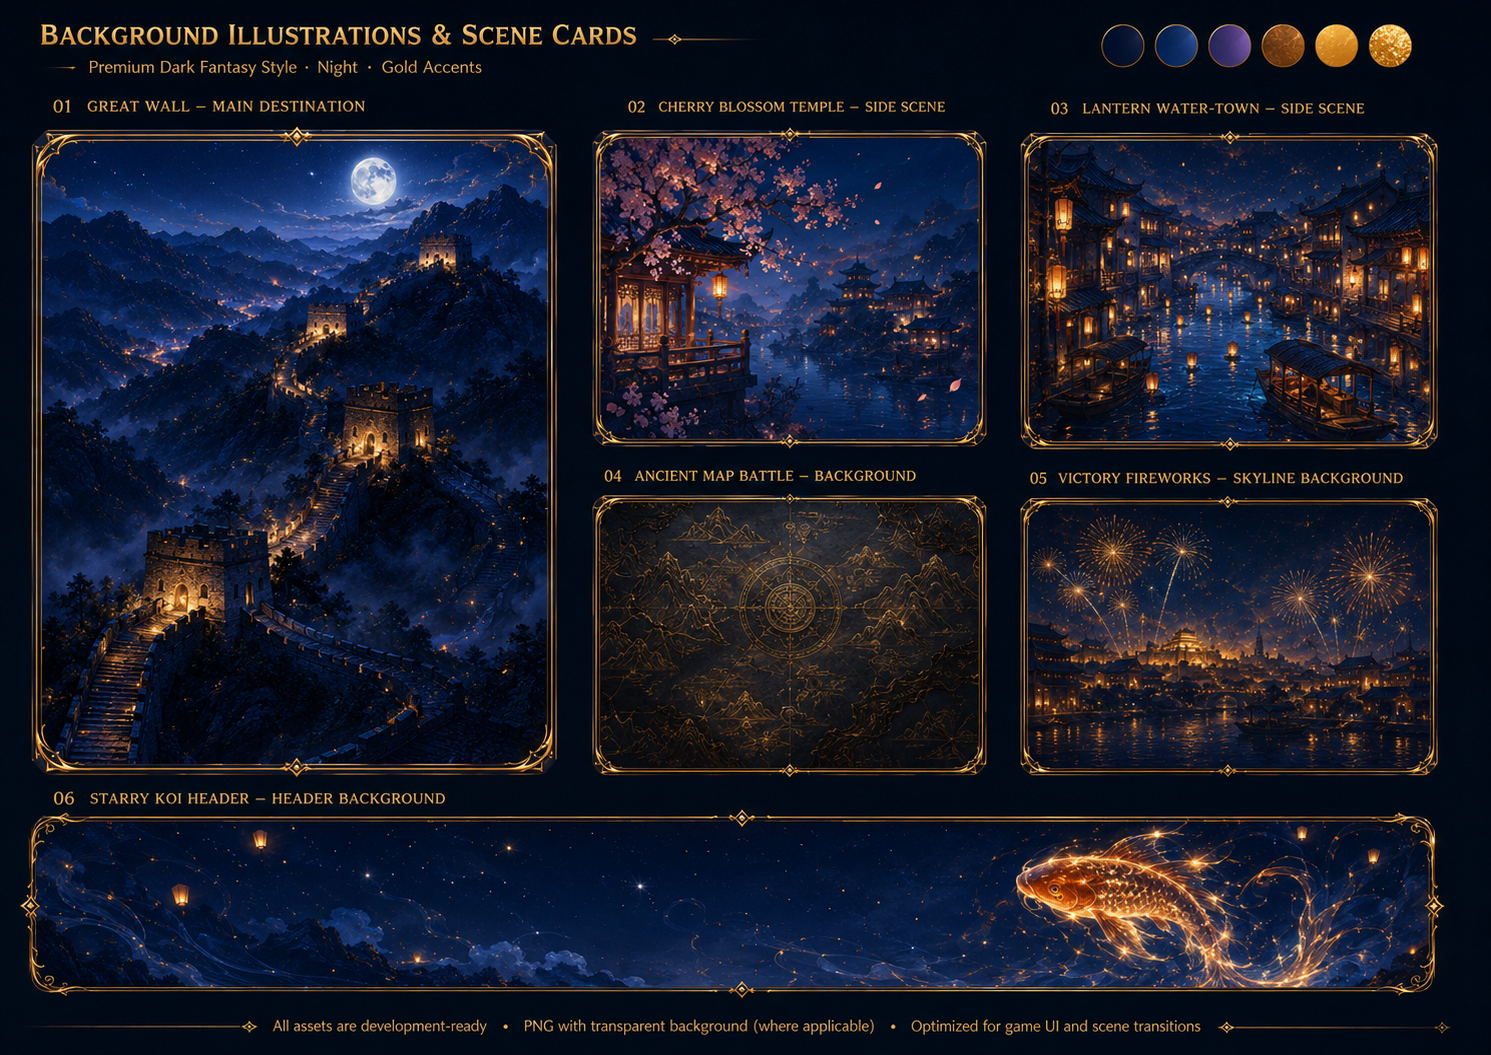 BACKGROUND ILLUSTRATIONS & SCENE CARDS
Premium Dark Fantasy Style · Night · Gold Accents
01 GREAT WALL – MAIN DESTINATION
02 CHERRY BLOSSOM TEMPLE – SIDE SCENE
03 LANTERN WATER-TOWN – SIDE SCENE
04 ANCIENT MAP BATTLE – BACKGROUND
05 VICTORY FIREWORKS – SKYLINE BACKGROUND
06 STARRY KOI HEADER – HEADER BACKGROUND
All assets are development-ready • PNG with transparent background (where applicable) • Optimized for game UI and scene transitions